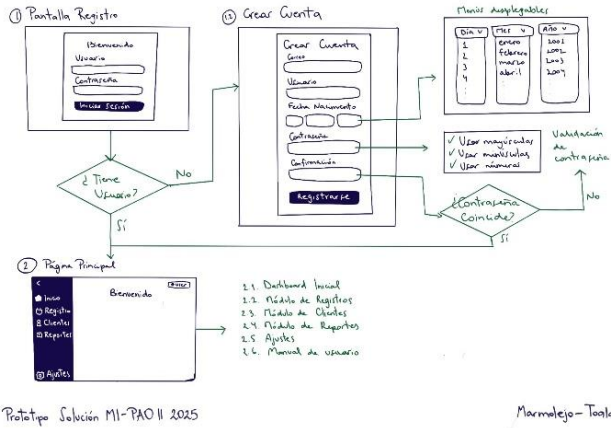 ① Pantalla Registro
Bienvenido
Usuario
Contraseña
Iniciar Sesión
¿Tiene
Usuario?
No
Sí
1.1 Crear Cuenta
Crear Cuenta
Correo
Usuario
Fecha Nacimiento
Contraseña
Confirmación
Registrarse
Menús desplegables
Día v Mes v Año v
1 enero 2001
2 febrero 2002
3 marzo 2003
4 abril 2004
✓ Usar mayúsculas
✓ Usar minúsculas
✓ Usar números
Validación
de
contraseña
¿Contraseña
Coincide?
No
Sí
② Página Principal
<
Inicio
Registro
Clientes
Reportes
Ajustes
Bienvenido
2.1. Dashboard Inicial
2.2. Módulo de Registros
2.3. Módulo de Clientes
2.4. Módulo de Reportes
2.5 Ajustes
2.6. Manual de usuario
Prototipo Solución MI-PAO II 2025
Marmolejo-